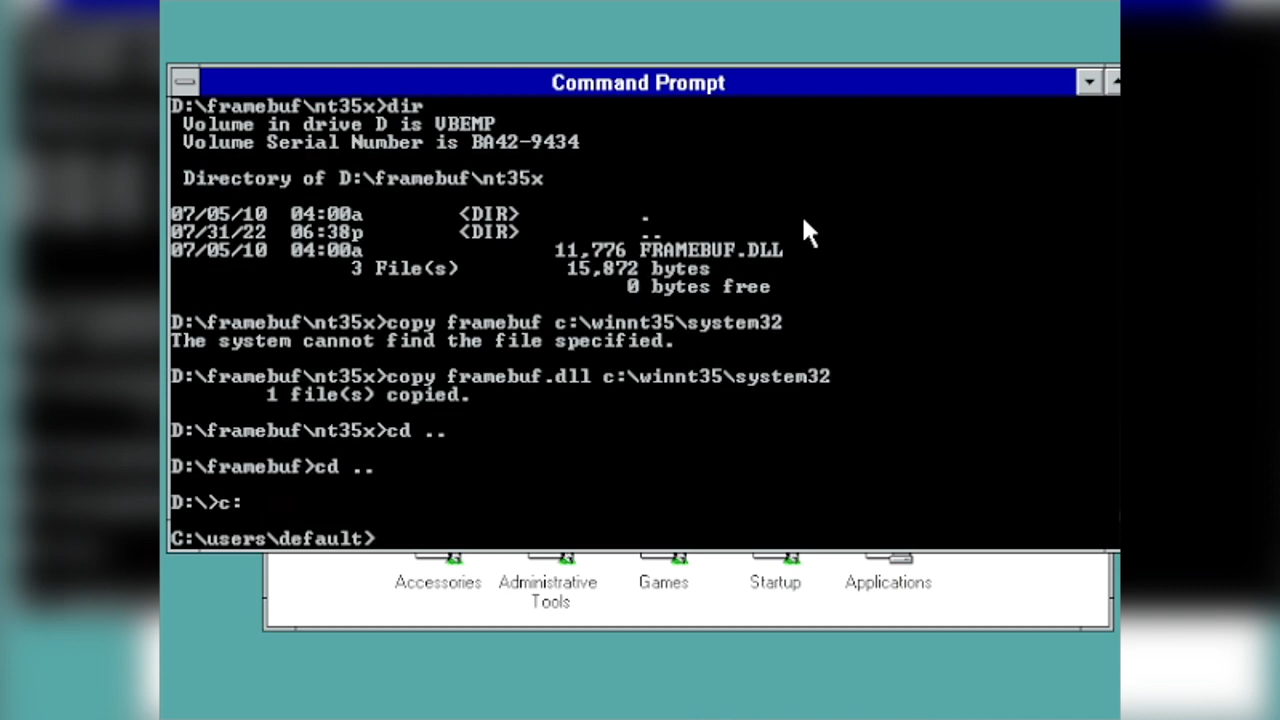 Command Prompt
D:\framebuf\nt35x>dir
Volume in drive D is VBEMP
Volume Serial Number is BA42-9434
Directory of D:\framebuf\nt35x
07/05/10 04:00a <DIR> .
07/31/22 06:38p <DIR> ..
07/05/10 04:00a 11,776 FRAMEBUF.DLL
3 File(s) 15,872 bytes
0 bytes free
D:\framebuf\nt35x>copy framebuf c:\winnt35\system32
The system cannot find the file specified.
D:\framebuf\nt35x>copy framebuf.dll c:\winnt35\system32
1 file(s) copied.
D:\framebuf\nt35x>cd ..
D:\framebuf>cd ..
D:\>c:
C:\users\default>
Accessories Administrative Tools Games Startup Applications